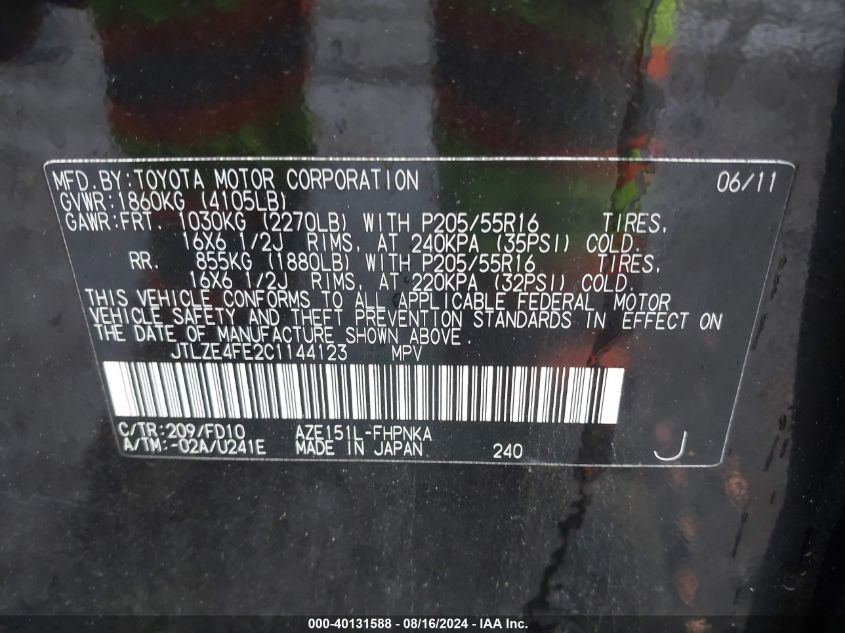 MFD.BY:TOYOTA MOTOR CORPORATION 06/11
GVWR:1860KG (4105LB)
GAWR:FRT. 1030KG (2270LB) WITH P205/55R16 TIRES,
16X6 1/2J RIMS, AT 240KPA (35PSI) COLD.
RR. 855KG (1880LB) WITH P205/55R16 TIRES,
16X6 1/2J RIMS, AT 220KPA (32PSI) COLD.
THIS VEHICLE CONFORMS TO ALL APPLICABLE FEDERAL MOTOR
VEHICLE SAFETY AND THEFT PREVENTION STANDARDS IN EFFECT ON
THE DATE OF MANUFACTURE SHOWN ABOVE.
JTLZE4FE2C1144123 MPV
C/TR:209/FD10 AZE151L-FHPNKA
A/TM:-02A/U241E MADE IN JAPAN 240 J
000-40131588 - 08/16/2024 - IAA Inc.